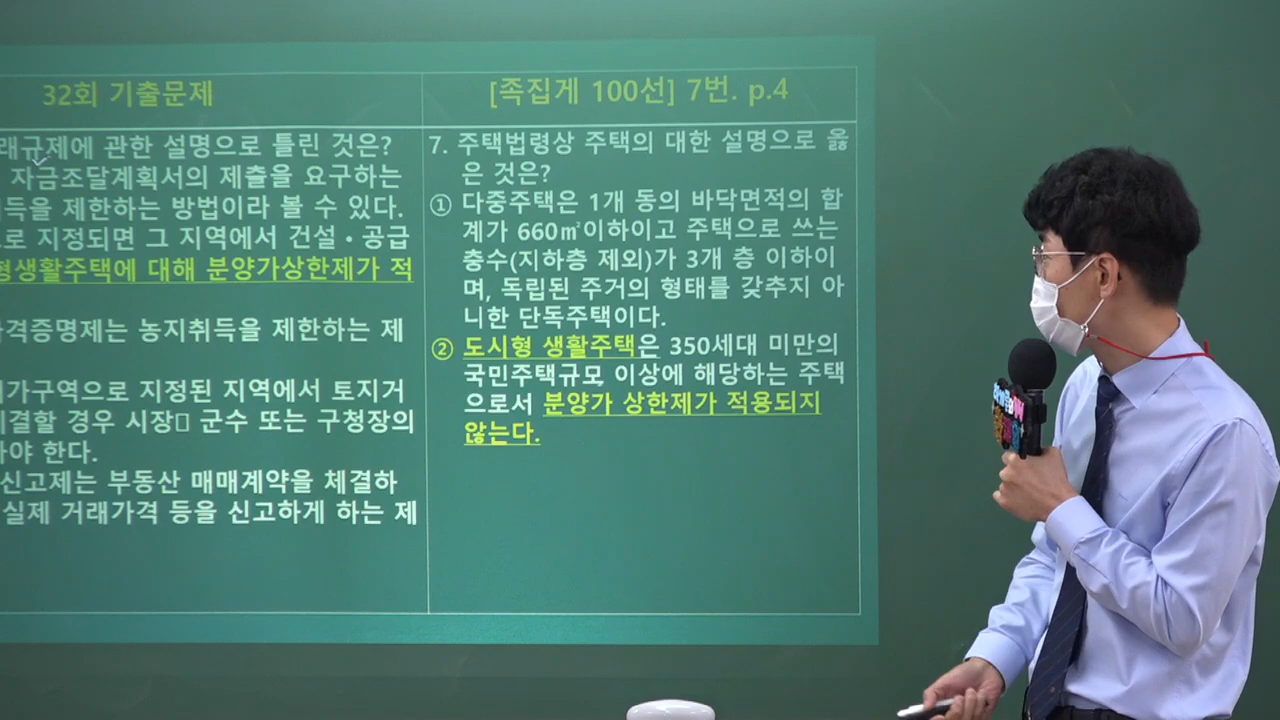 32회 기출문제
래규제에 관한 설명으로 틀린 것은?
자금조달계획서의 제출을 요구하는
득을 제한하는 방법이라 볼 수 있다.
로 지정되면 그 지역에서 건설·공급
형생활주택에 대해 분양가상한제가 적
격증명제는 농지취득을 제한하는 제
가구역으로 지정된 지역에서 토지거
결할 경우 시장▯ 군수 또는 구청장의
야 한다.
신고제는 부동산 매매계약을 체결하
실제 거래가격 등을 신고하게 하는 제
[족집게 100선] 7번. p.4
7. 주택법령상 주택의 대한 설명으로 옳
은 것은?
① 다중주택은 1개 동의 바닥면적의 합
계가 660㎡이하이고 주택으로 쓰는
층수(지하층 제외)가 3개 층 이하이
며, 독립된 주거의 형태를 갖추지 아
니한 단독주택이다.
② 도시형 생활주택은 350세대 미만의
국민주택규모 이상에 해당하는 주택
으로서 분양가 상한제가 적용되지
않는다.